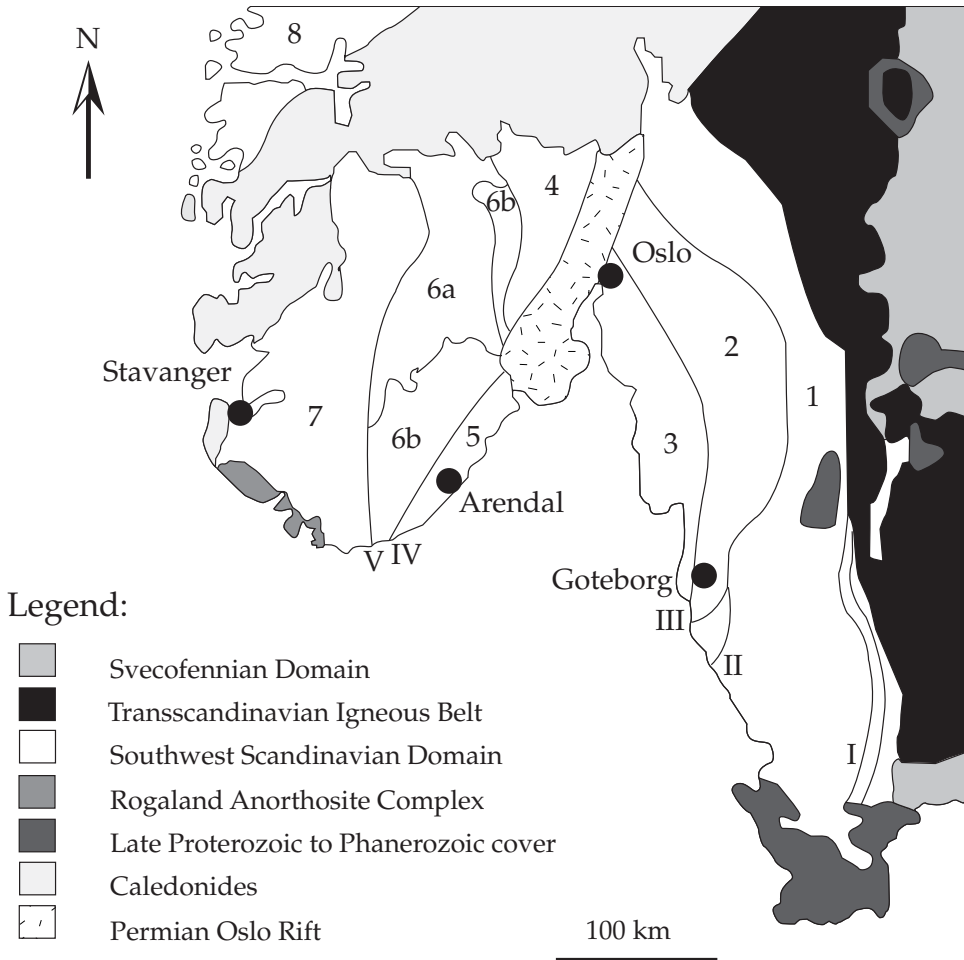 8
N
4
6b
Oslo
6a
2
Stavanger
1
7
6b
5
3
Arendal
V IV
Goteborg
III
II
I
Legend:
Svecofennian Domain
Transscandinavian Igneous Belt
Southwest Scandinavian Domain
Rogaland Anorthosite Complex
Late Proterozoic to Phanerozoic cover
Caledonides
Permian Oslo Rift
100 km